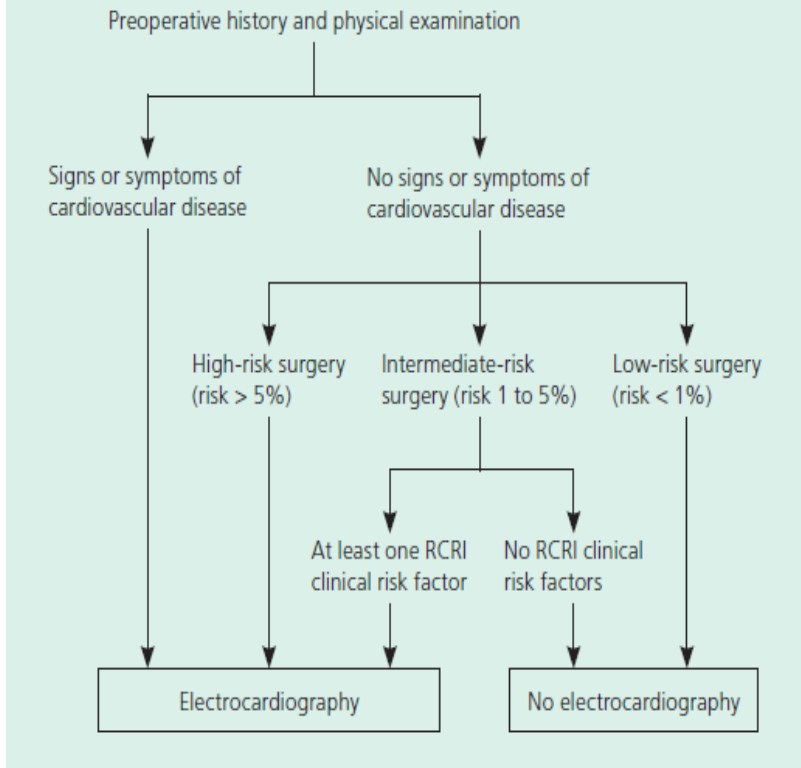 Preoperative history and physical examination
Signs or symptoms of
cardiovascular disease
No signs or symptoms of
cardiovascular disease
High-risk surgery
(risk > 5%)
Intermediate-risk
surgery (risk 1 to 5%)
Low-risk surgery
(risk < 1%)
At least one RCRI
clinical risk factor
No RCRI clinical
risk factors
Electrocardiography
No electrocardiography